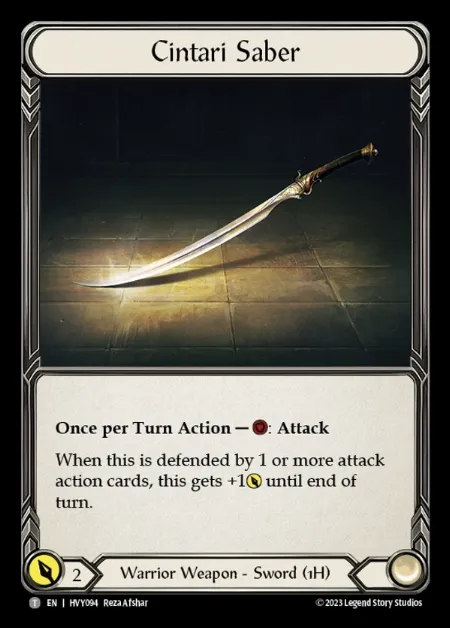 Cintari Saber
Once per Turn Action — : Attack
When this is defended by 1 or more attack
action cards, this gets +1 until end of
turn.
2
Warrior Weapon - Sword (1H)
T EN | HVY094 Reza Afshar
© 2023 Legend Story Studios